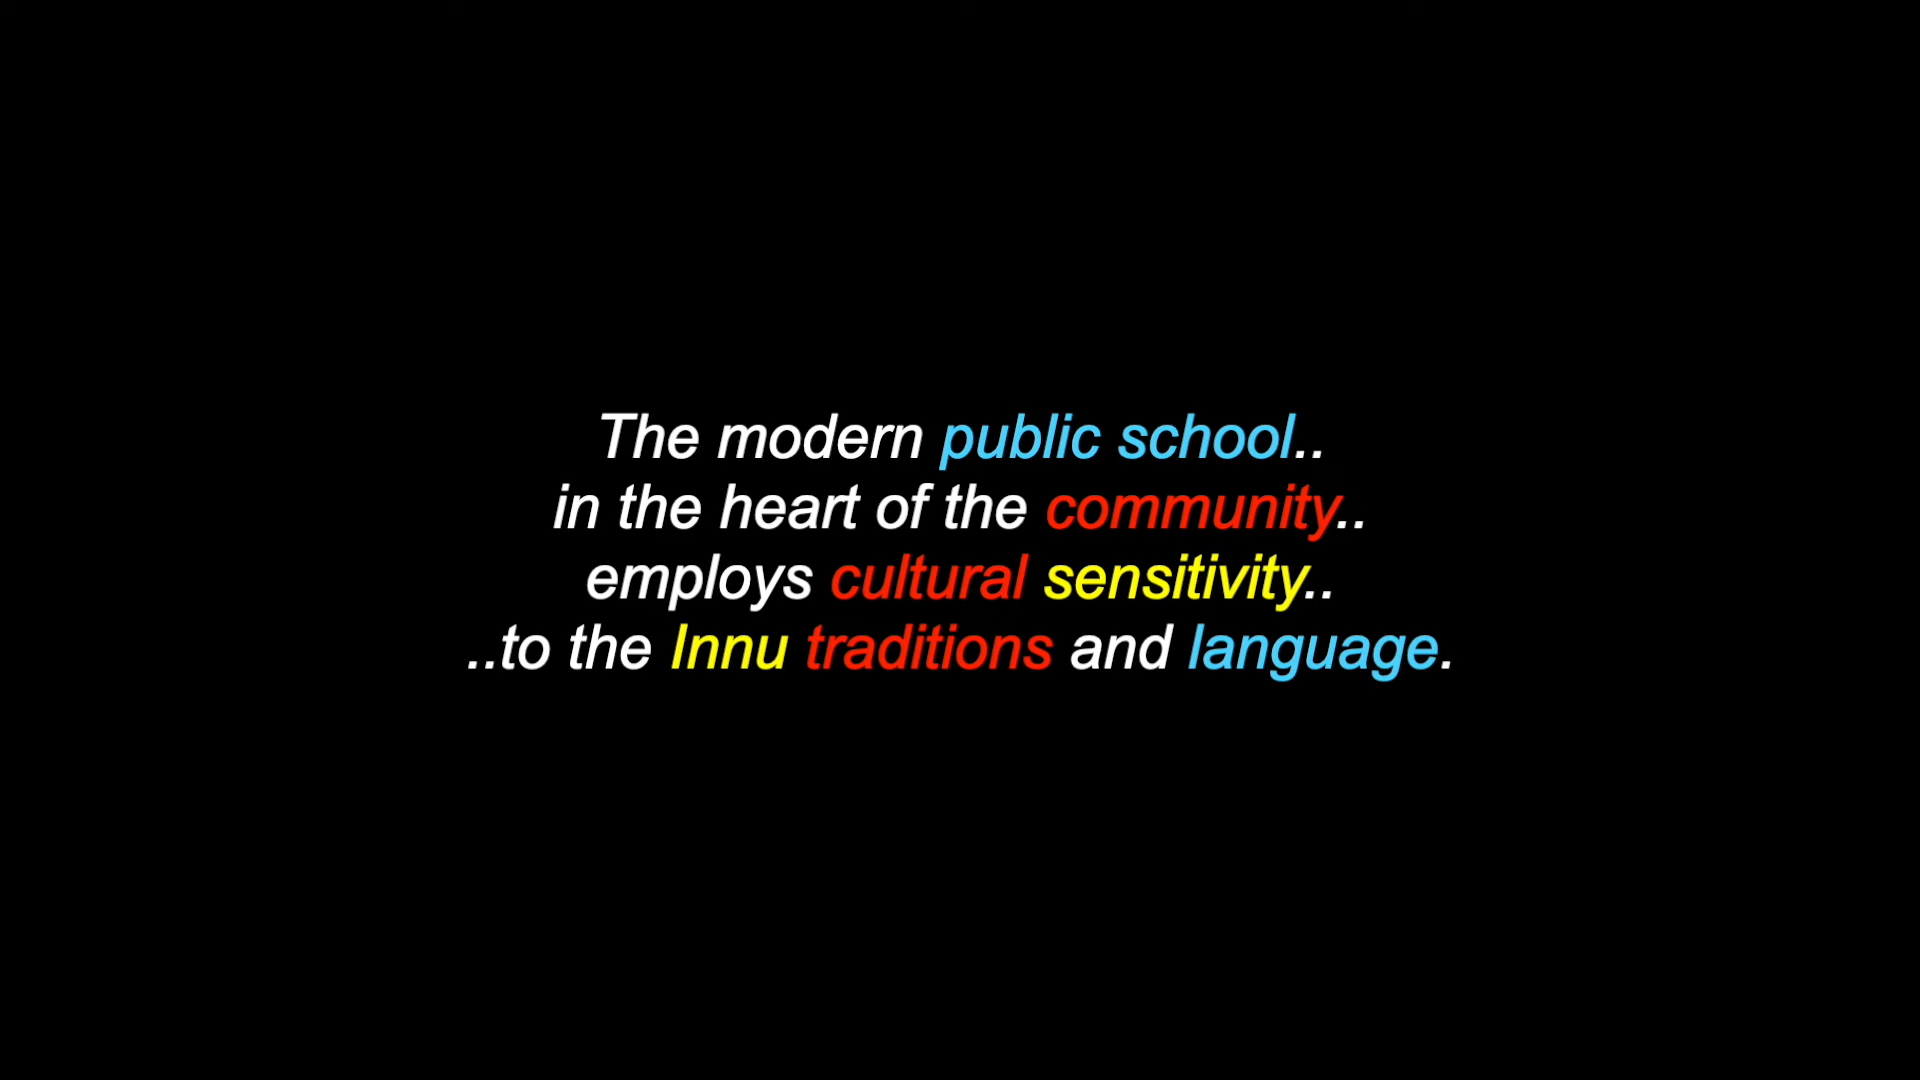 The modern public school..
in the heart of the community..
employs cultural sensitivity..
..to the Innu traditions and language.